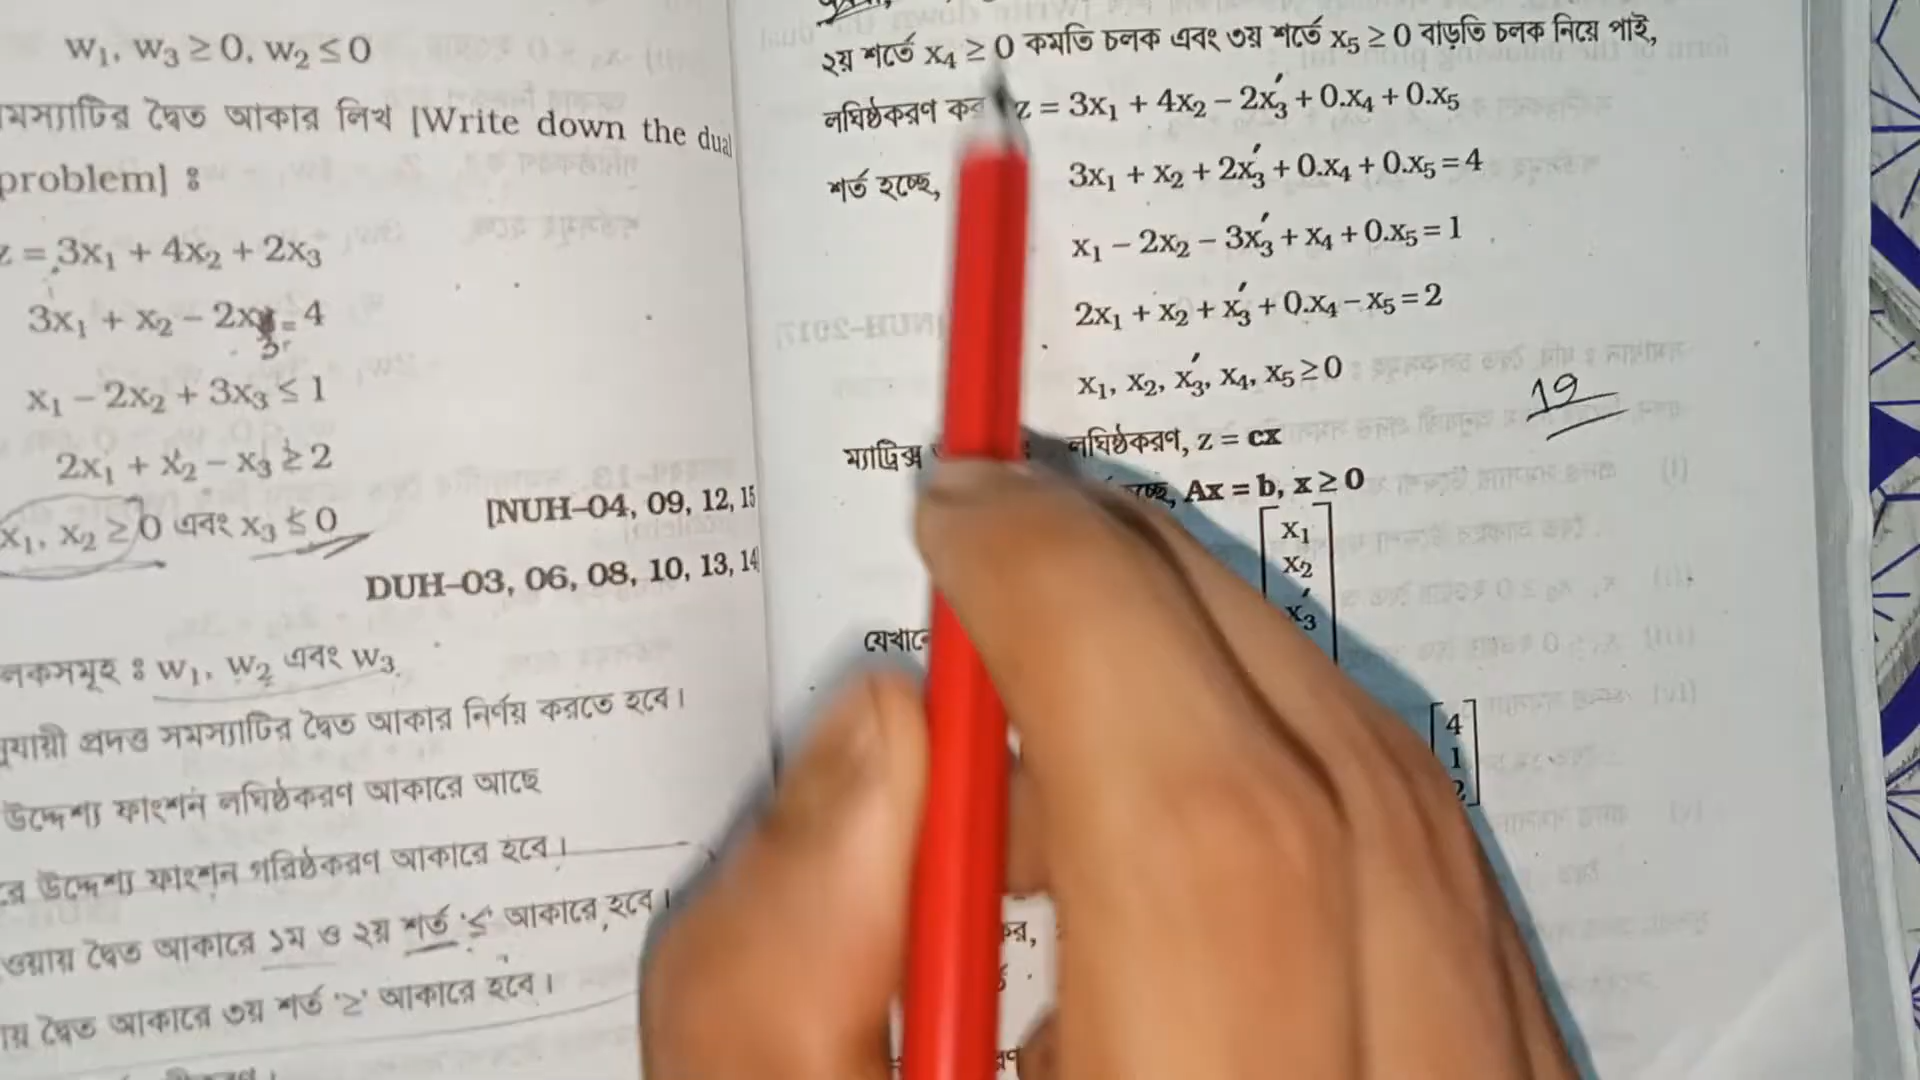 w₁, w₃ ≥ 0, w₂ ≤ 0
দ্বৈত আকার লিখ [Write down the dual
problem] ঃ
z = 3x₁ + 4x₂ + 2x₃
3x₁ + x₂ − 2x₃ = 4
x₁ − 2x₂ + 3x₃ ≤ 1
2x₁ + x₂ − x₃ ≥ 2
x₁, x₂ ≥ 0 এবং x₃ ≤ 0
[NUH–04, 09, 12, 15
DUH–03, 06, 08, 10, 13, 14
w₁, w₂ এবং w₃.
প্রদত্ত সমস্যাটির দ্বৈত আকার নির্ণয় করতে হবে।
উদ্দেশ্য ফাংশন লঘিষ্ঠকরণ আকারে আছে
উদ্দেশ্য ফাংশন গরিষ্ঠকরণ আকারে হবে।
দ্বৈত আকারে ১ম ও ২য় শর্ত '≤' আকারে হবে।
দ্বৈত আকারে ৩য় শর্ত '≥' আকারে হবে।
২য় শর্তে x₄ ≥ 0 কমতি চলক এবং ৩য় শর্তে x₅ ≥ 0 বাড়তি চলক নিয়ে পাই,
লঘিষ্ঠকরণ z = 3x₁ + 4x₂ − 2x₃′ + 0.x₄ + 0.x₅
শর্ত হচ্ছে, 3x₁ + x₂ + 2x₃′ + 0.x₄ + 0.x₅ = 4
x₁ − 2x₂ − 3x₃′ + x₄ + 0.x₅ = 1
2x₁ + x₂ + x₃′ + 0.x₄ − x₅ = 2
x₁, x₂, x₃′, x₄, x₅ ≥ 0
19
ম্যাট্রিক্স লঘিষ্ঠকরণ, z = cx
Ax = b, x ≥ 0
x₁
x₂
x₃′
4
1
2